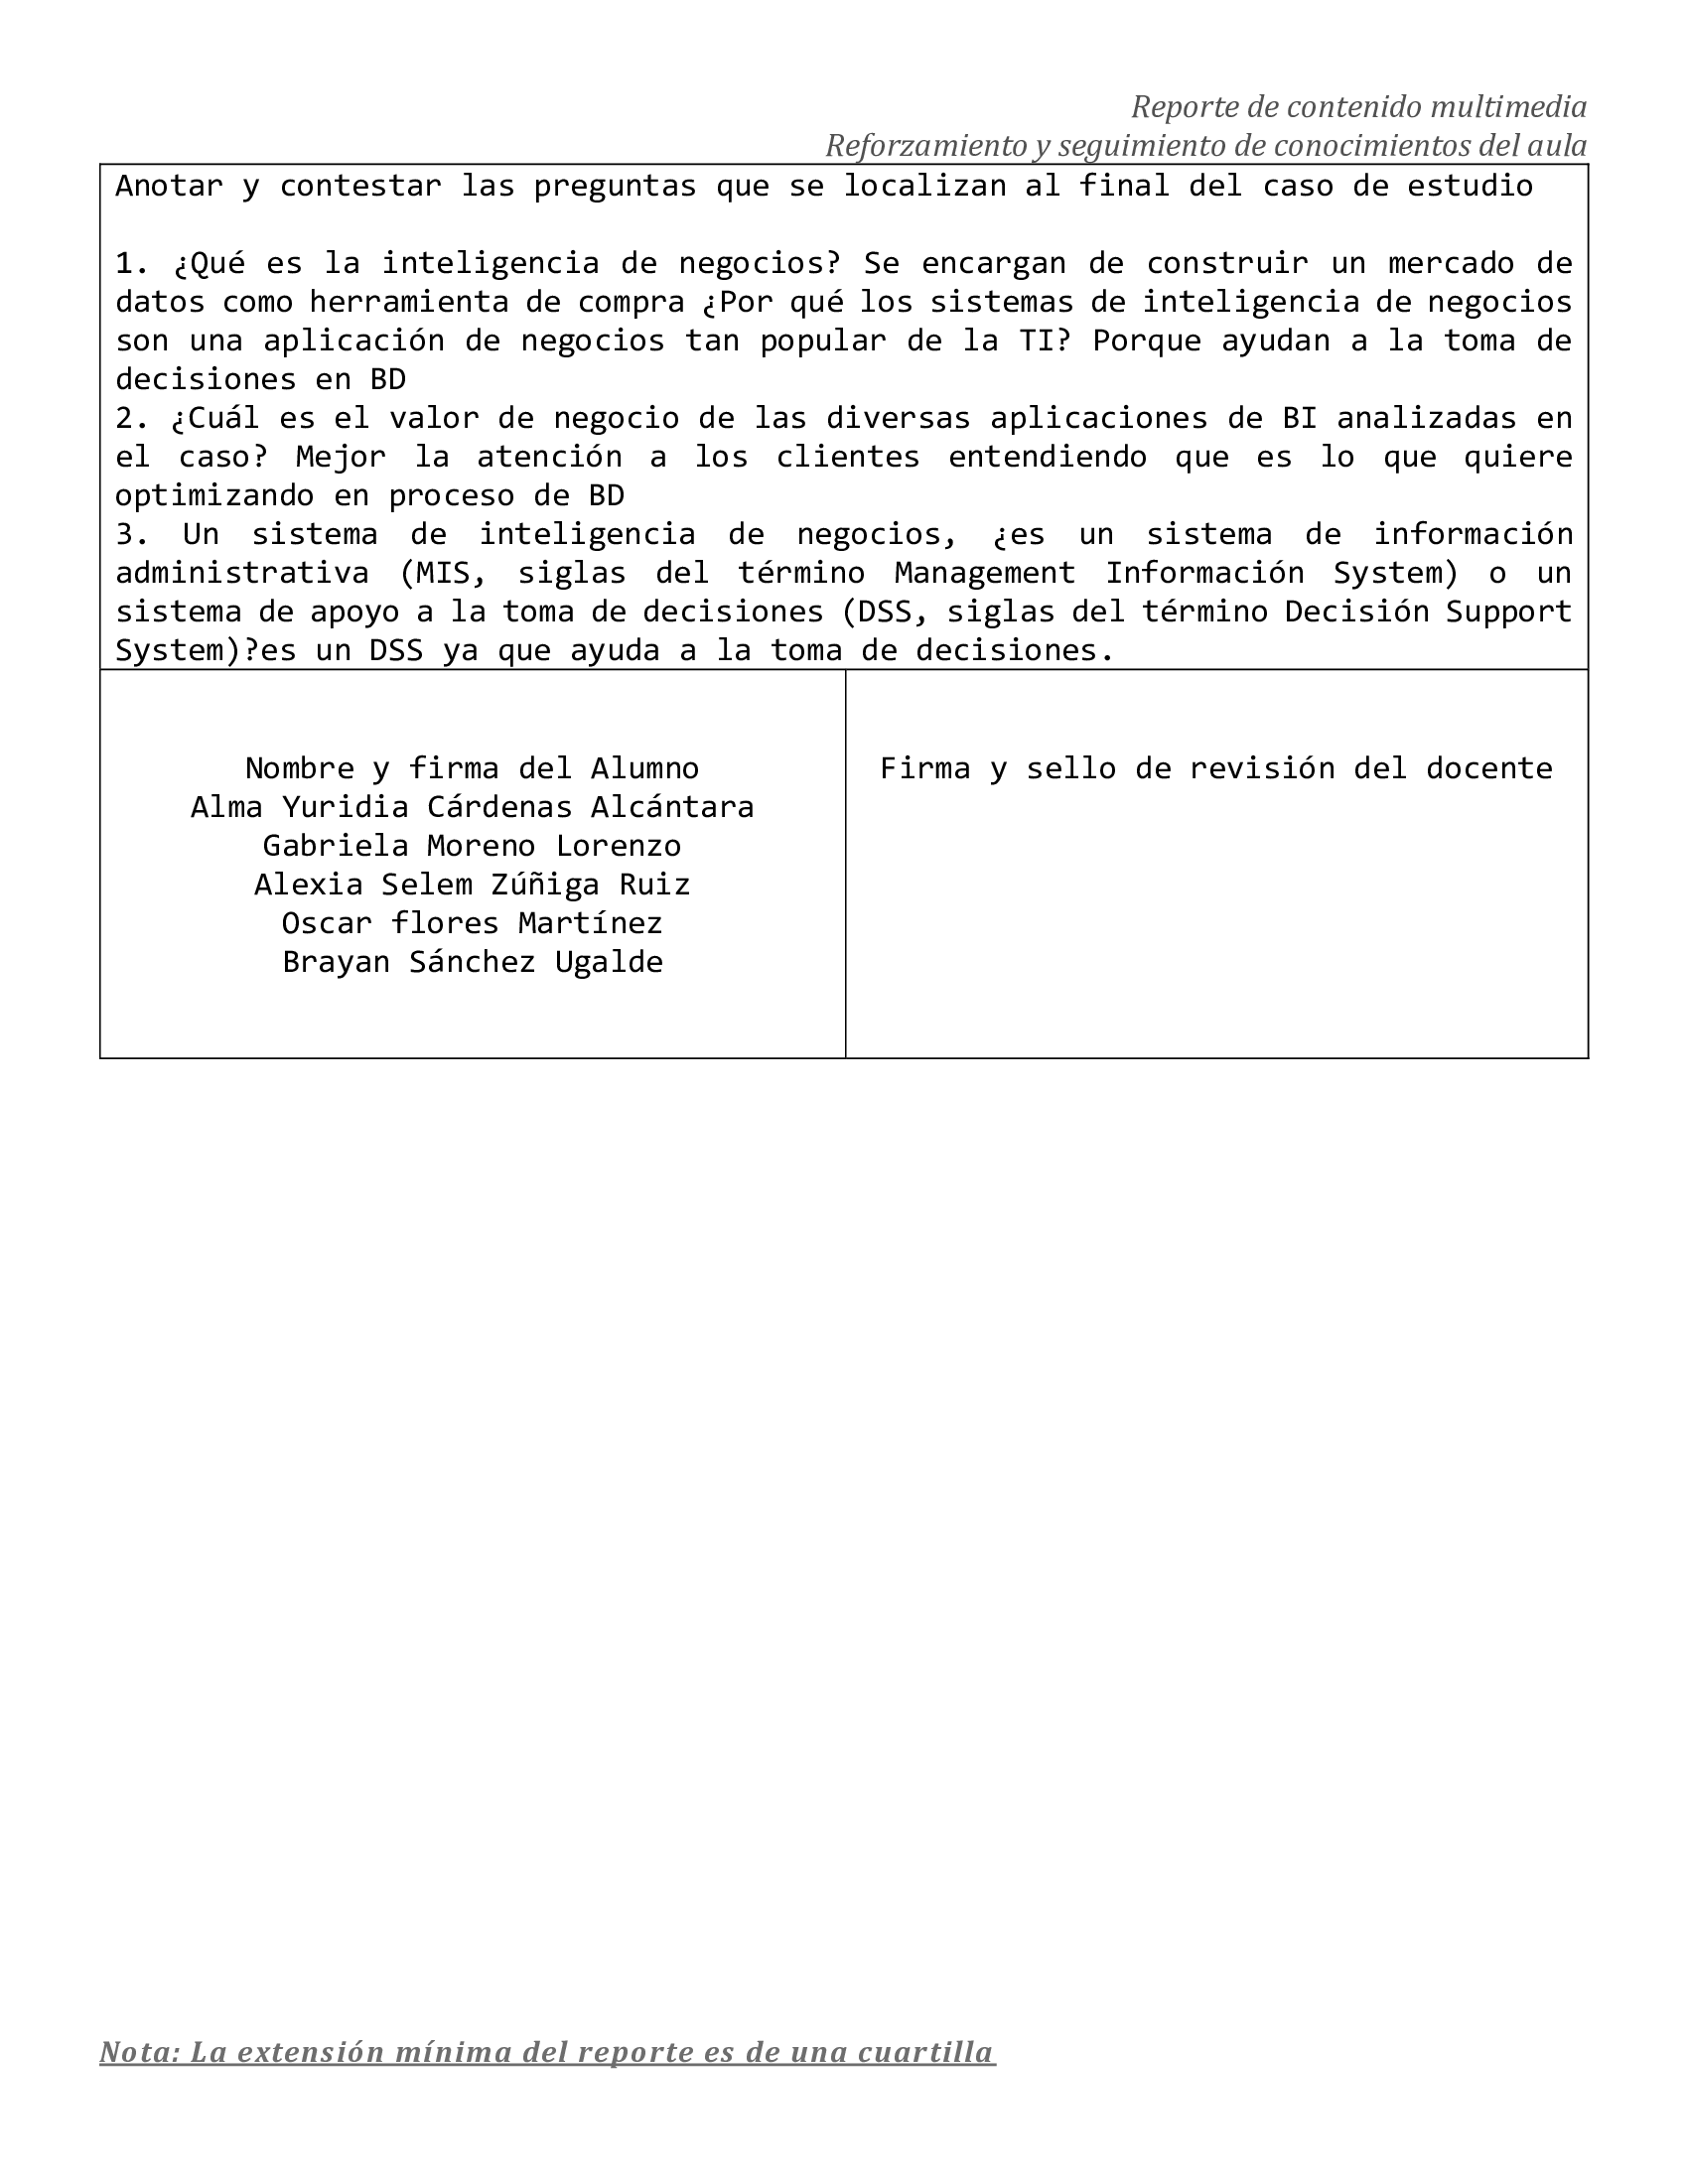 Reporte de contenido multimedia
Reforzamiento y seguimiento de conocimientos del aula
Anotar y contestar las preguntas que se localizan al final del caso de estudio
1. ¿Qué es la inteligencia de negocios? Se encargan de construir un mercado de
datos como herramienta de compra ¿Por qué los sistemas de inteligencia de negocios
son una aplicación de negocios tan popular de la TI? Porque ayudan a la toma de
decisiones en BD
2. ¿Cuál es el valor de negocio de las diversas aplicaciones de BI analizadas en
el caso? Mejor la atención a los clientes entendiendo que es lo que quiere
optimizando en proceso de BD
3. Un sistema de inteligencia de negocios, ¿es un sistema de información
administrativa (MIS, siglas del término Management Información System) o un
sistema de apoyo a la toma de decisiones (DSS, siglas del término Decisión Support
System)?es un DSS ya que ayuda a la toma de decisiones.
Nombre y firma del Alumno
Alma Yuridia Cárdenas Alcántara
Gabriela Moreno Lorenzo
Alexia Selem Zúñiga Ruiz
Oscar flores Martínez
Brayan Sánchez Ugalde
Firma y sello de revisión del docente
Nota: La extensión mínima del reporte es de una cuartilla